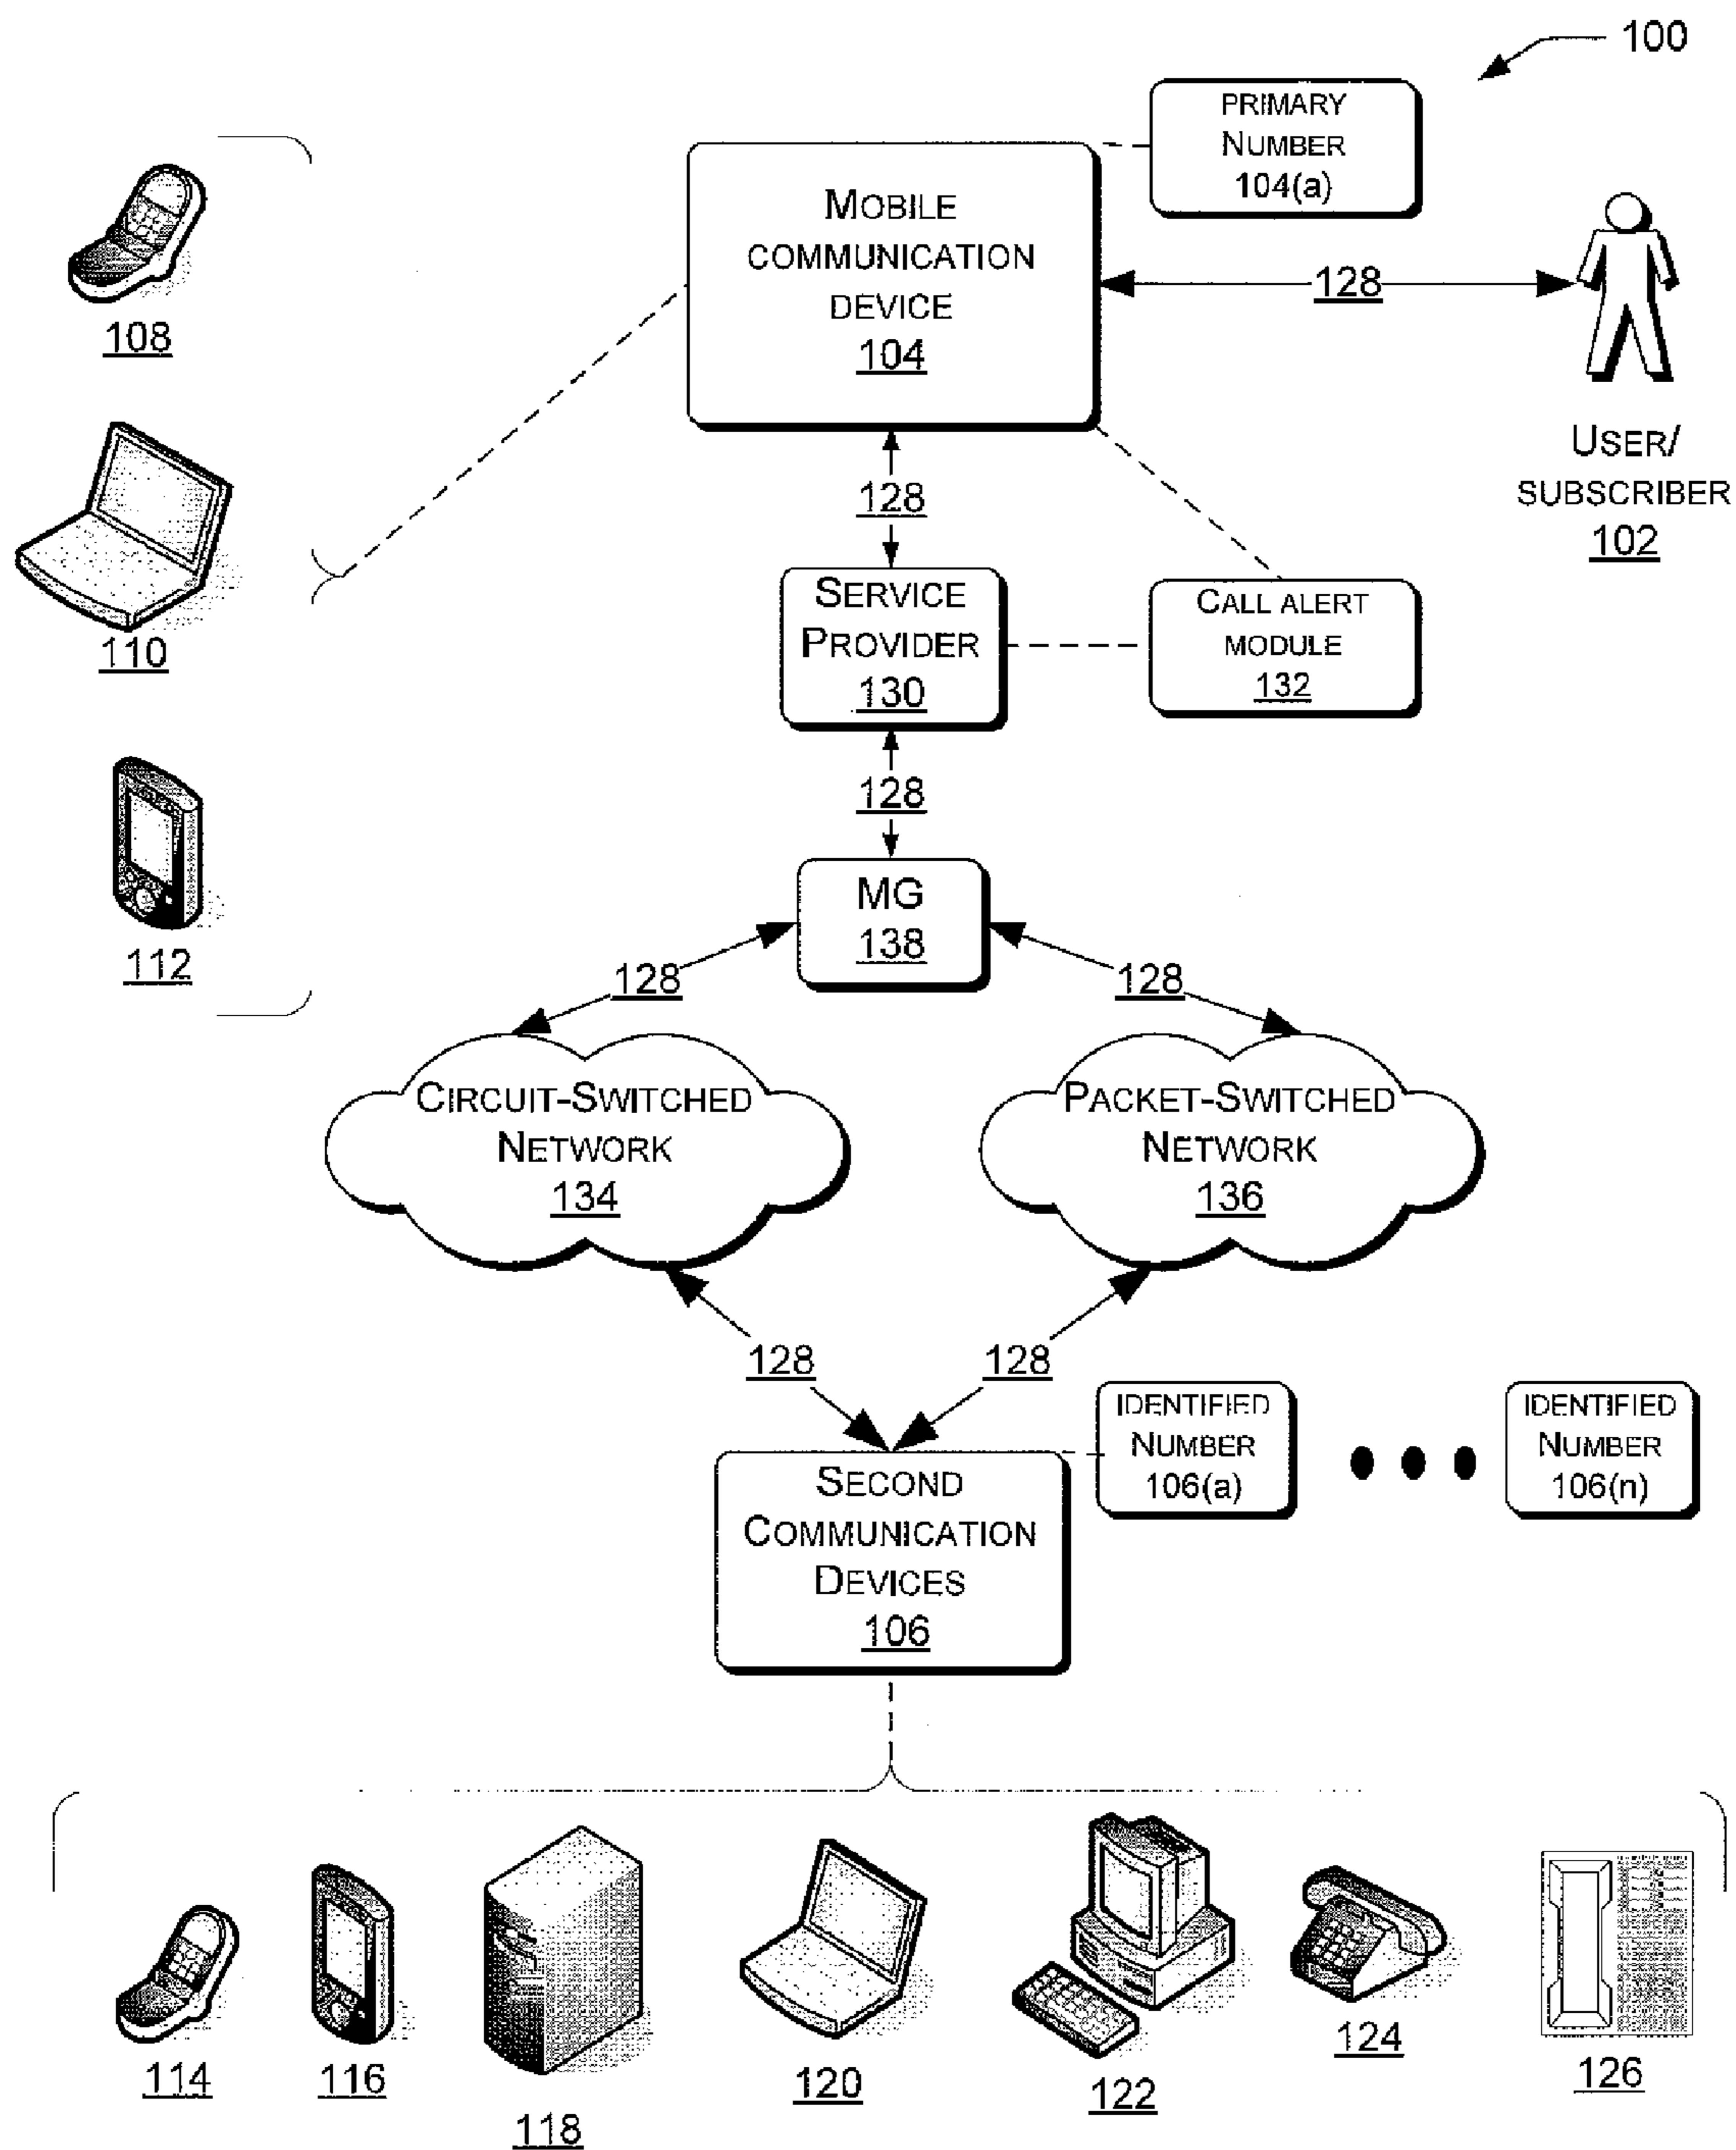 100
PRIMARY
NUMBER
104(a)
MOBILE
COMMUNICATION
DEVICE
104
128
USER/
SUBSCRIBER
102
108
110
112
128
SERVICE
PROVIDER
130
CALL ALERT
MODULE
132
128
MG
138
128
128
CIRCUIT-SWITCHED
NETWORK
134
PACKET-SWITCHED
NETWORK
136
128
128
IDENTIFIED
NUMBER
106(a)
IDENTIFIED
NUMBER
106(n)
SECOND
COMMUNICATION
DEVICES
106
114
116
118
120
122
124
126